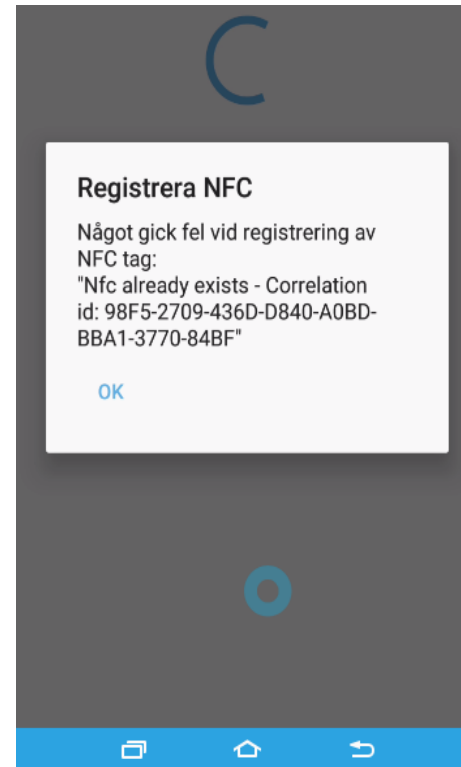 Registrera NFC
Något gick fel vid registrering av
NFC tag:
"Nfc already exists - Correlation
id: 98F5-2709-436D-D840-A0BD-
BBA1-3770-84BF"
OK